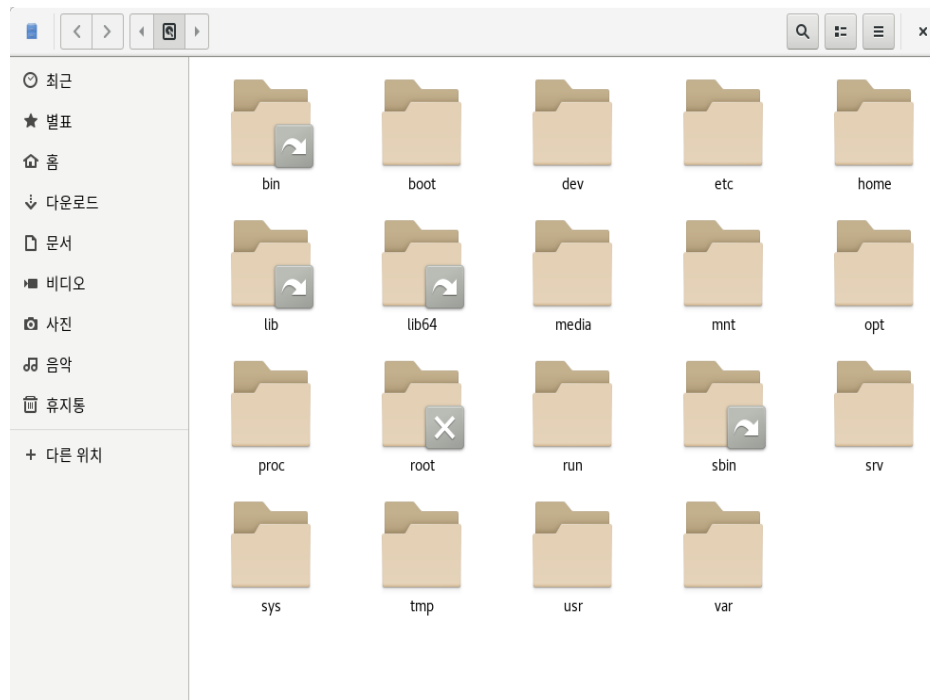 최근
별표
홈
다운로드
문서
비디오
사진
음악
휴지통
+ 다른 위치
bin boot dev etc home
lib lib64 media mnt opt
proc root run sbin srv
sys tmp usr var